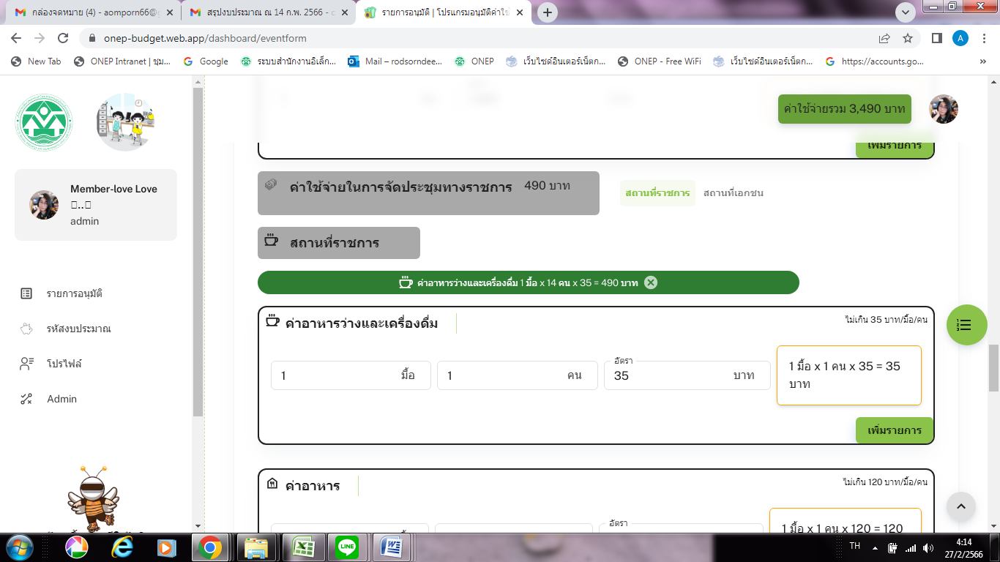 กล่องจดหมาย (4) - aomporn66@g
สรุปงบประมาณ ณ 14 ก.พ. 2566 - c
รายการอนุมัติ | โปรแกรมอนุมัติค่าใช้
onep-budget.web.app/dashboard/eventform
A
New Tab
ONEP Intranet | ชุม...
Google
ระบบสำนักงานอิเล็ก...
Mail – rodsorndee...
ONEP
เว็บไซต์อินเตอร์เน็ตก...
ONEP - Free WiFi
เว็บไซต์อินเตอร์เน็ตก...
https://accounts.go...
»
Member-love Love
admin
รายการอนุมัติ
รหัสงบประมาณ
โปรไฟล์
Admin
ค่าใช้จ่ายรวม 3,490 บาท
เพิ่มรายการ
ค่าใช้จ่ายในการจัดประชุมทางราชการ 490 บาท
สถานที่ราชการ สถานที่เอกชน
สถานที่ราชการ
ค่าอาหารว่างและเครื่องดื่ม 1 มื้อ x 14 คน x 35 = 490 บาท
ค่าอาหารว่างและเครื่องดื่ม
ไม่เกิน 35 บาท/มื้อ/คน
1 มื้อ
1 คน
อัตรา
35 บาท
1 มื้อ x 1 คน x 35 = 35
บาท
เพิ่มรายการ
ค่าอาหาร
ไม่เกิน 120 บาท/มื้อ/คน
อัตรา
1 มื้อ x 1 คน x 120 = 120
LINE
TH
4:14
27/2/2566